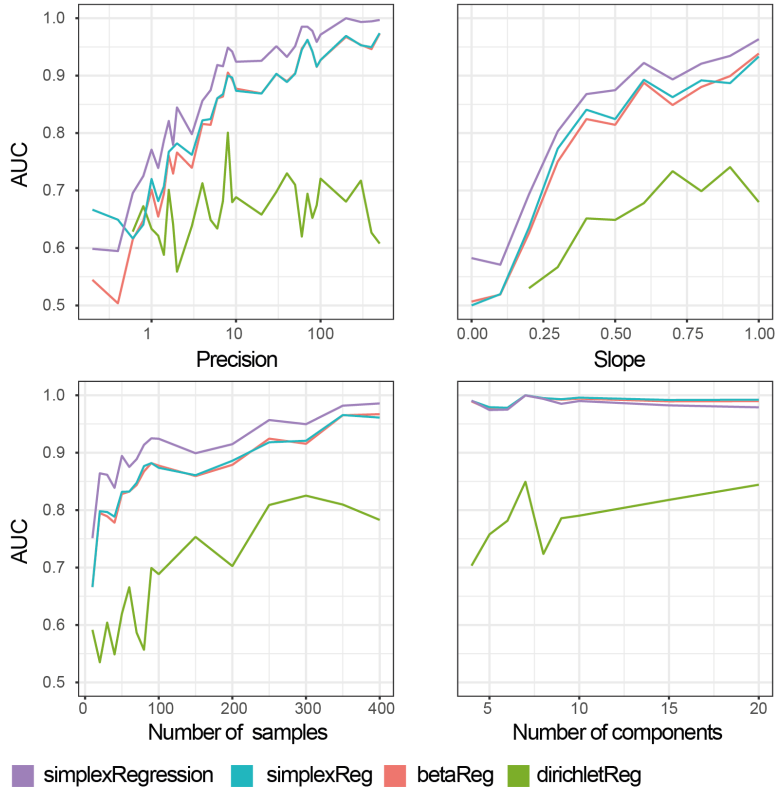 AUC
1.0
0.9
0.8
0.7
0.6
0.5
1 10 100
Precision
0.00 0.25 0.50 0.75 1.00
Slope
AUC
1.0
0.9
0.8
0.7
0.6
0.5
0 100 200 300 400
Number of samples
5 10 15 20
Number of components
simplexRegression simplexReg betaReg dirichletReg